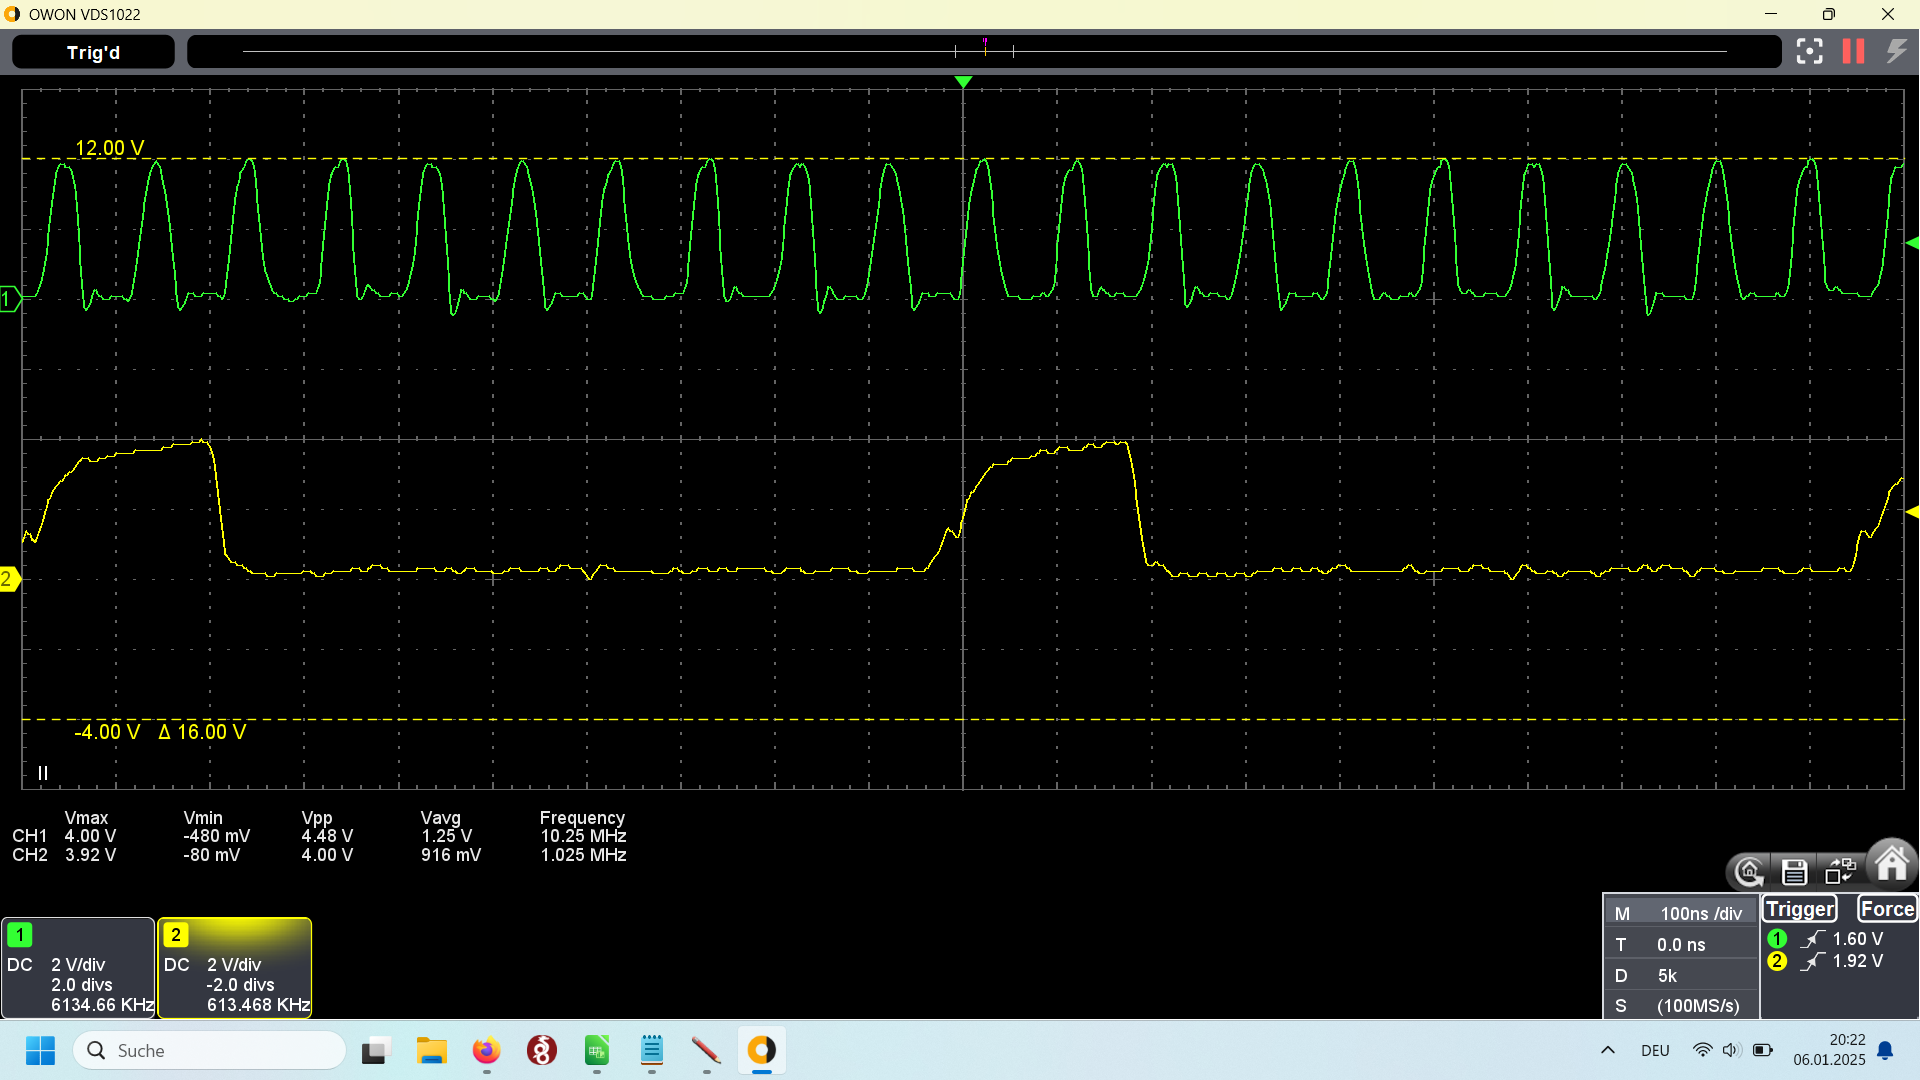 OWON VDS1022
Trig'd
12.00 V
1
2
-4.00 V Δ 16.00 V
Vmax Vmin Vpp Vavg Frequency
CH1 4.00 V -480 mV 4.48 V 1.25 V 10.25 MHz
CH2 3.92 V -80 mV 4.00 V 916 mV 1.025 MHz
1
DC 2 V/div
2.0 divs
6134.66 KHz
2
DC 2 V/div
-2.0 divs
613.468 KHz
M 100ns /div
T 0.0 ns
D 5k
S (100MS/s)
Trigger Force
1 1.60 V
2 1.92 V
Suche
DEU
20:22
06.01.2025